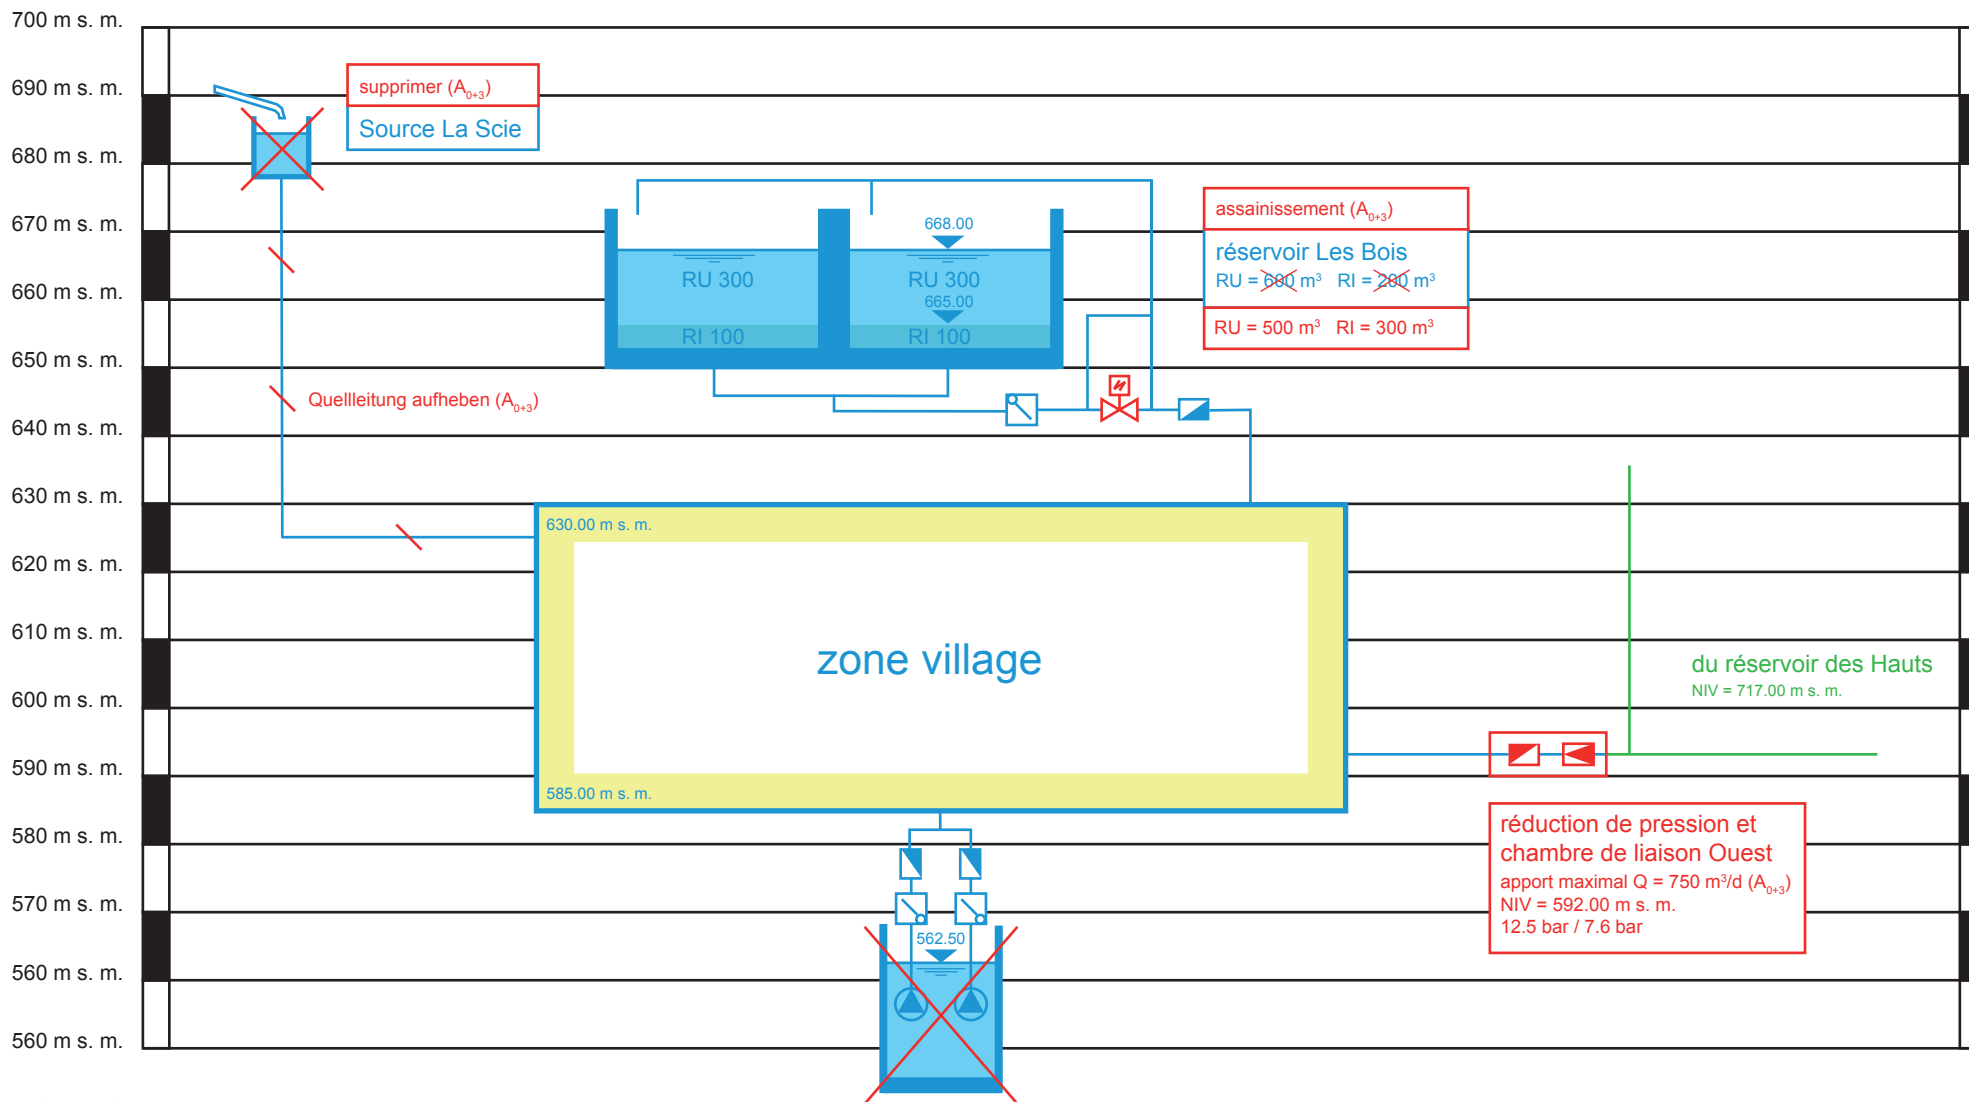 700 m s. m.
690 m s. m.
680 m s. m.
670 m s. m.
660 m s. m.
650 m s. m.
640 m s. m.
630 m s. m.
620 m s. m.
610 m s. m.
600 m s. m.
590 m s. m.
580 m s. m.
570 m s. m.
560 m s. m.
560 m s. m.
supprimer (A0+3)
Source La Scie
Quellleitung aufheben (A0+3)
668.00
RU 300
RU 300
665.00
RI 100
RI 100
assainissement (A0+3)
réservoir Les Bois
RU = 600 m³ RI = 200 m³
RU = 500 m³ RI = 300 m³
630.00 m s. m.
zone village
585.00 m s. m.
562.50
du réservoir des Hauts
NIV = 717.00 m s. m.
réduction de pression et
chambre de liaison Ouest
apport maximal Q = 750 m³/d (A0+3)
NIV = 592.00 m s. m.
12.5 bar / 7.6 bar